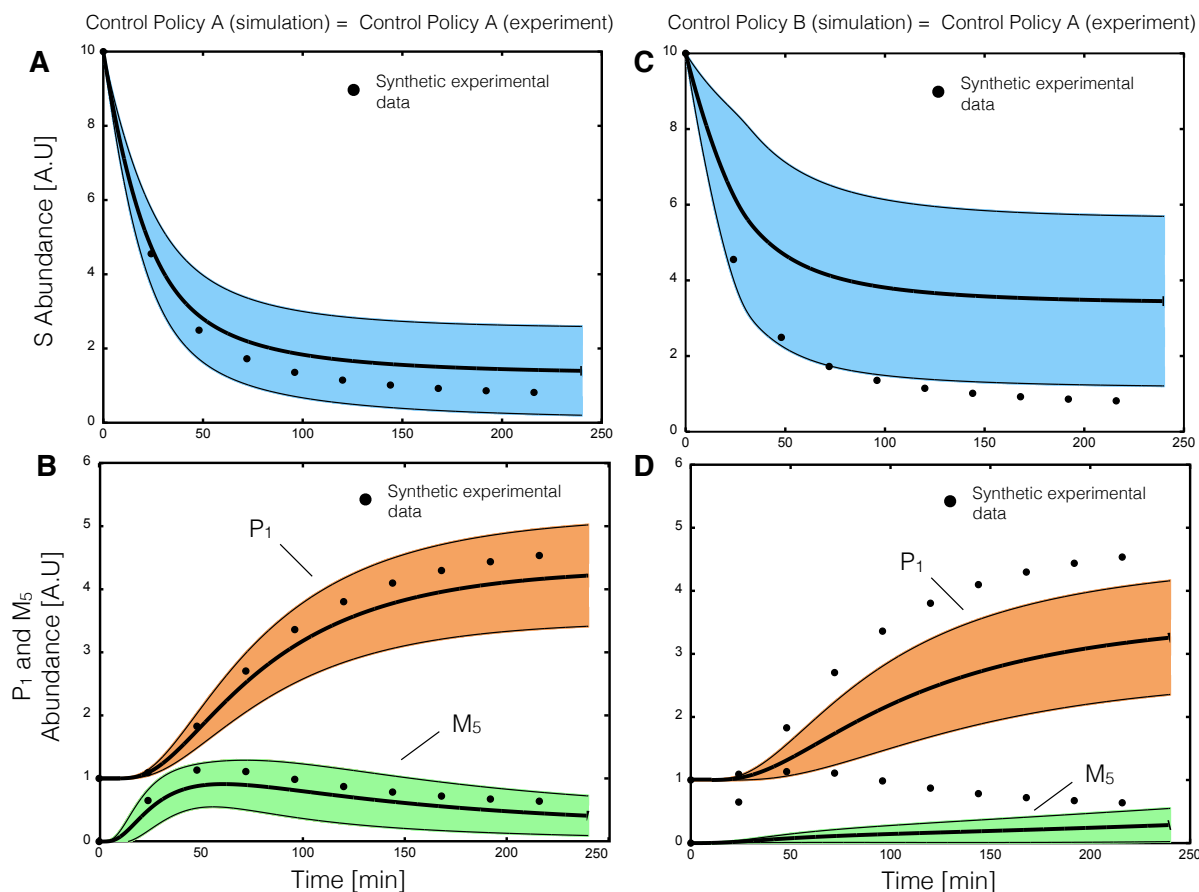 Control Policy A (simulation) = Control Policy A (experiment)
Control Policy B (simulation) = Control Policy A (experiment)
A
Synthetic experimental
data
S Abundance [A.U]
10
8
6
4
2
0
0
50
100
150
200
250
C
Synthetic experimental
data
10
8
6
4
2
0
0
50
100
150
200
250
B
Synthetic experimental
data
P1
M5
P1 and M5
Abundance [A.U]
6
5
4
3
2
1
0
0
50
100
150
200
250
Time [min]
D
Synthetic experimental
data
P1
M5
6
5
4
3
2
1
0
0
50
100
150
200
250
Time [min]